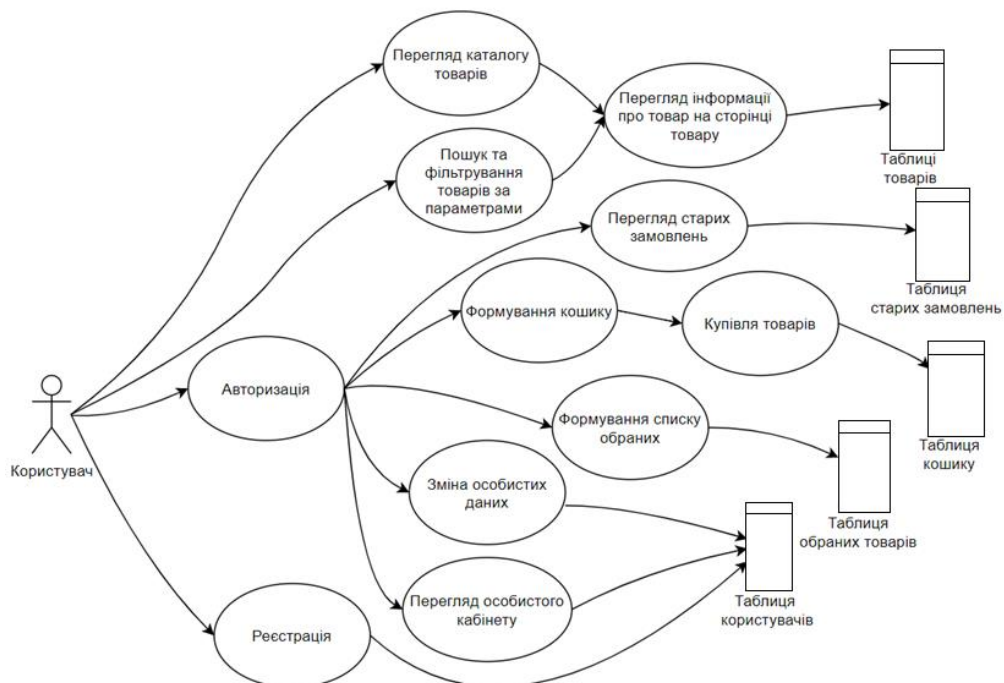 Перегляд каталогу
товарів
Перегляд інформації
про товар на сторінці
товару
Таблиці
товарів
Пошук та
фільтрування
товарів за
параметрами
Перегляд старих
замовлень
Таблиця
старих замовлень
Формування кошику
Купівля товарів
Таблиця
кошику
Авторизація
Користувач
Формування списку
обраних
Таблиця
обраних товарів
Зміна особистих
даних
Перегляд особистого
кабінету
Таблиця
користувачів
Реєстрація